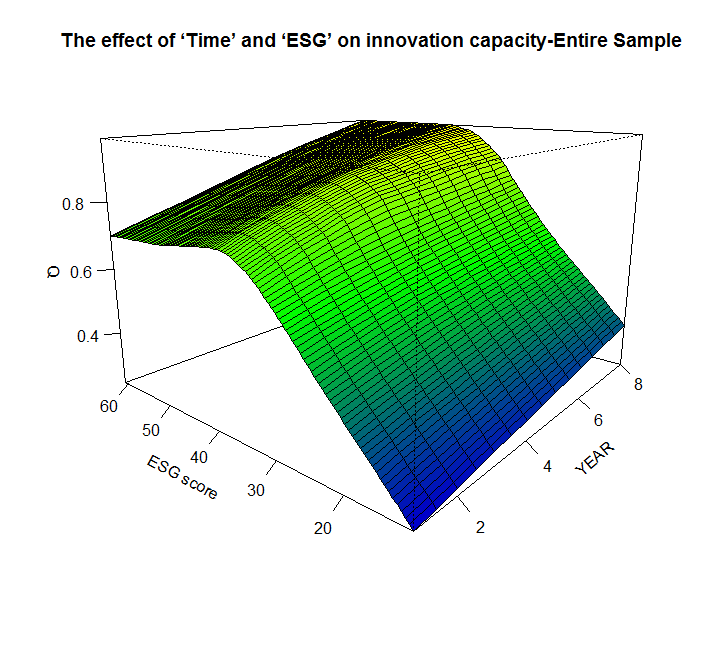 The effect of ‘Time’ and ‘ESG’ on innovation capacity-Entire Sample
0.8
Q 0.6
0.4
60
50
40
30
20
ESG score
8
6
4
2
YEAR